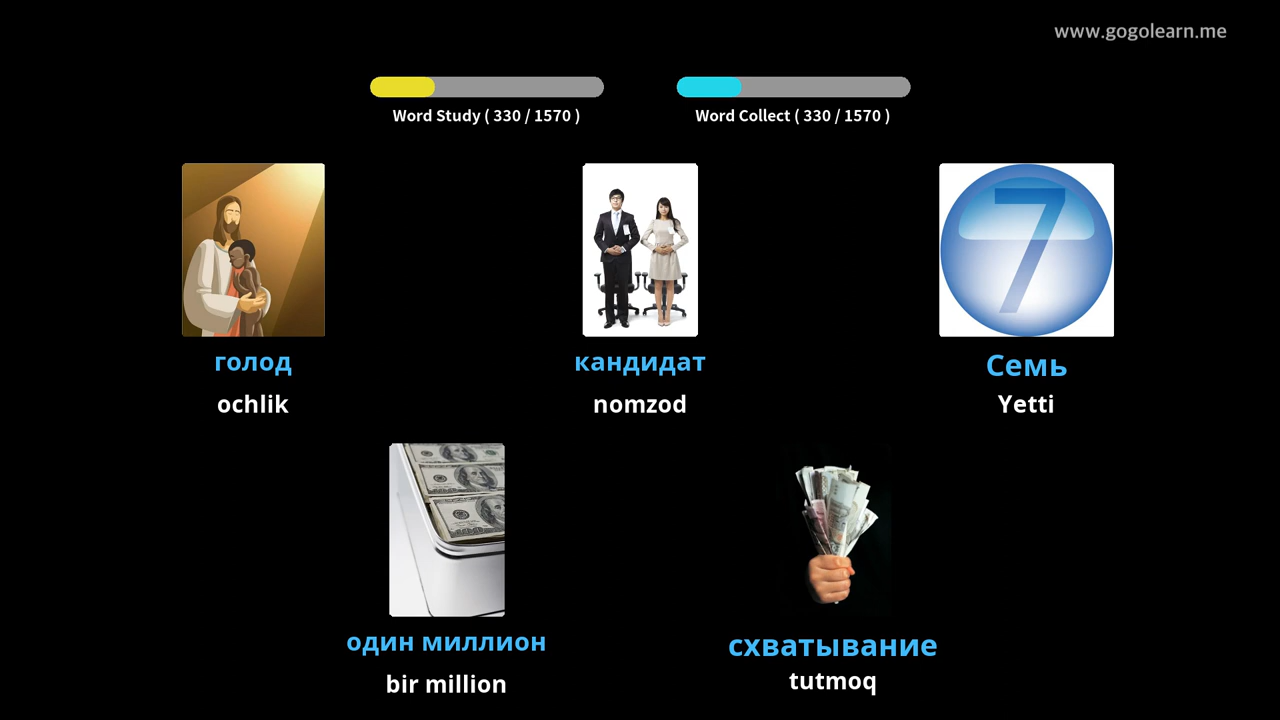 www.gogolearn.me
Word Study ( 330 / 1570 )
Word Collect ( 330 / 1570 )
7
голод
кандидат
Семь
ochlik
nomzod
Yetti
один миллион
схватывание
bir million
tutmoq